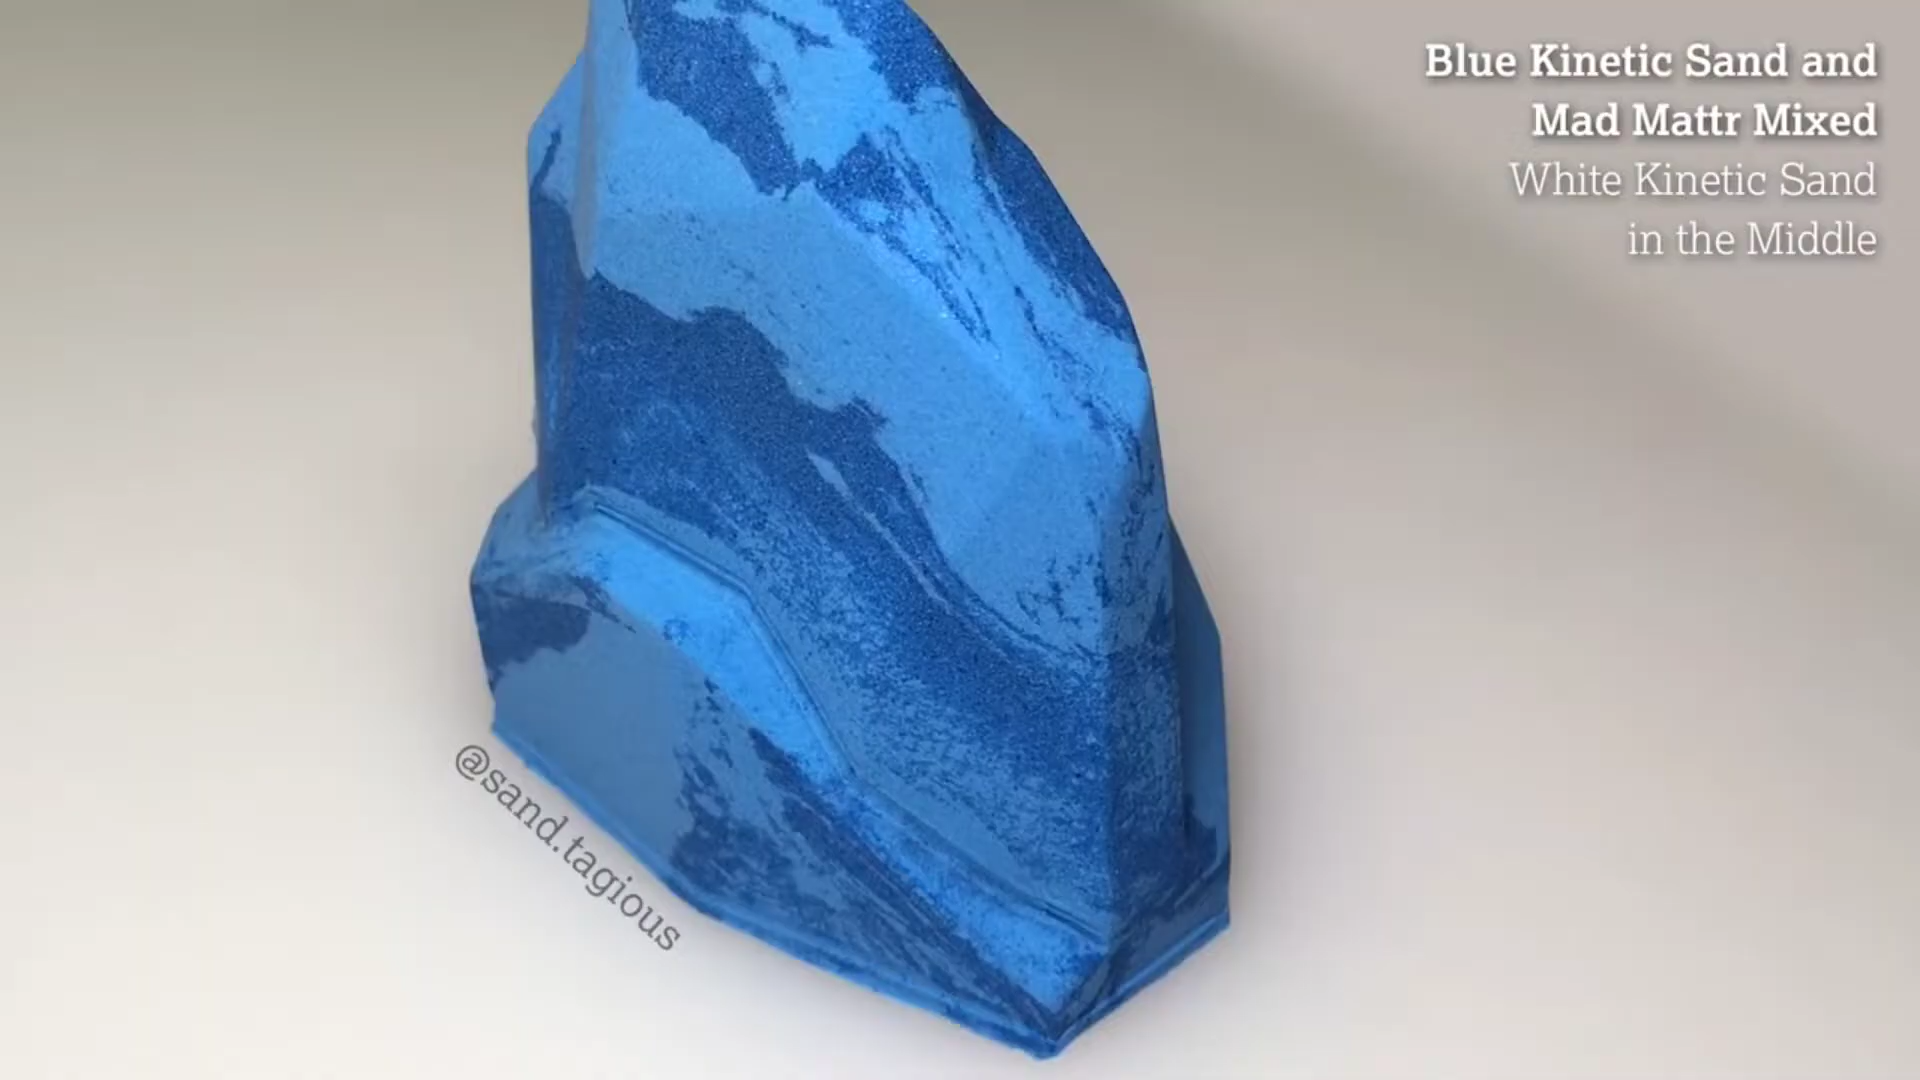 Blue Kinetic Sand and
Mad Mattr Mixed
White Kinetic Sand
in the Middle
@sand.tagious